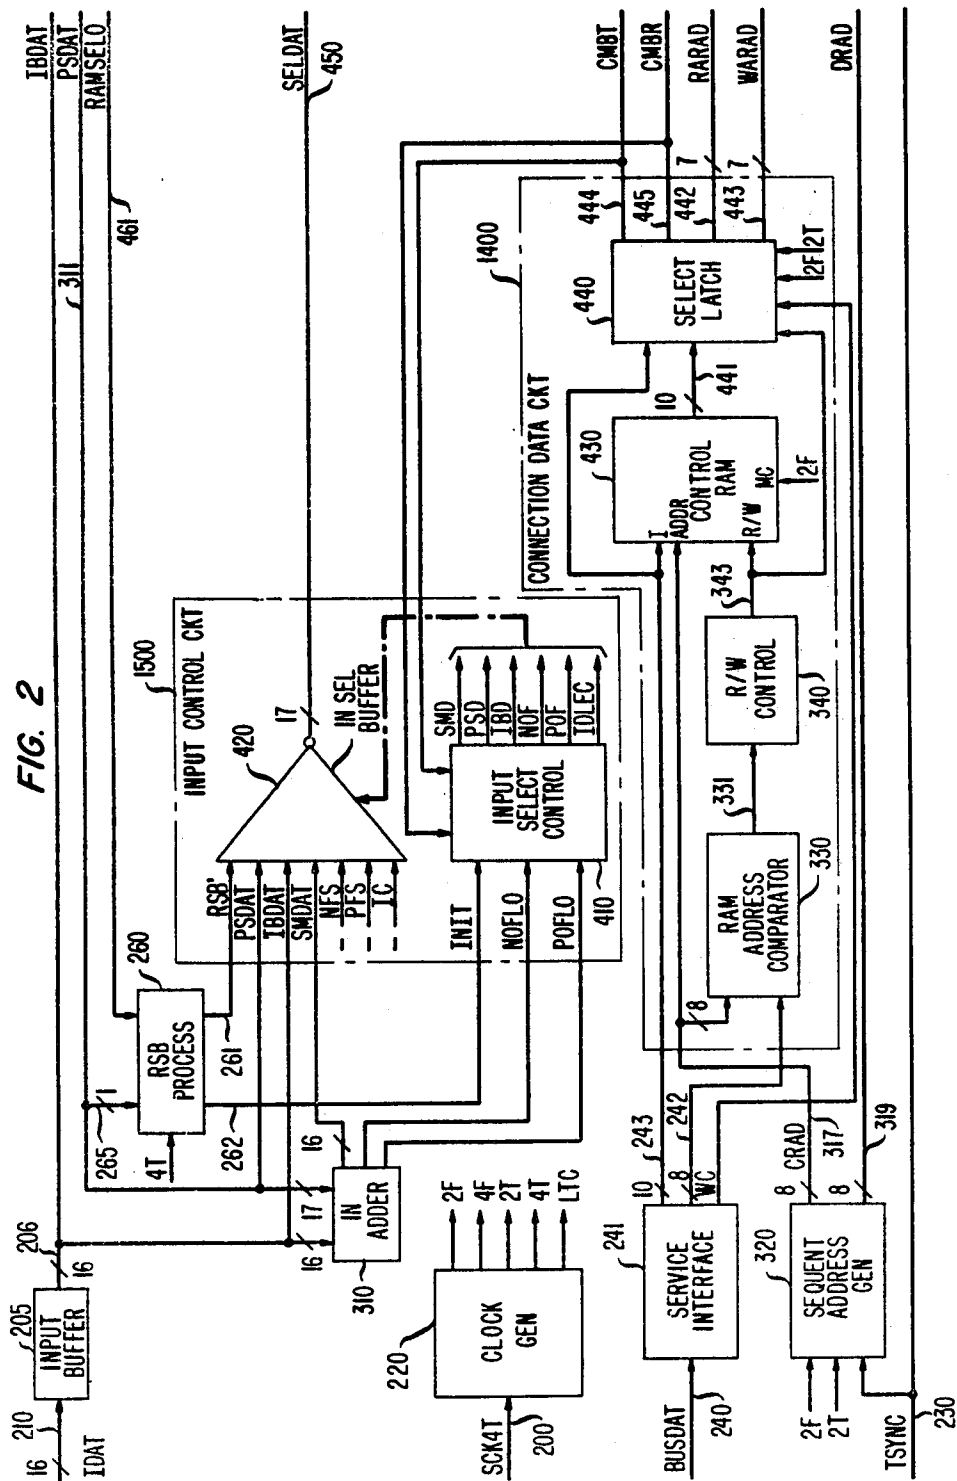 FIG. 2
IBDAT
PSDAT
RAMSELO
311
461
SELDAT
450
CMBT
CMBR
RARAD
WARAD
DRAD
16
210
IDAT
205
INPUT
BUFFER
206
16
265
1
4T
260
RSB
PROCESS
261
262
16
17
310
IN
ADDER
16
1500
INPUT CONTROL CKT
RSB'
PSDAT
IBDAT
SMDAT
NFS
PFS
IC
420
17
IN SEL
BUFFER
INIT
NOFLO
POFLO
INPUT
SELECT
CONTROL
410
SMD
PSD
IBD
NOF
POF
IDLEC
SCK4T
200
220
CLOCK
GEN
2F
4F
2T
4T
LTC
1400
CONNECTION DATA CKT
440
SELECT
LATCH
444
445
442
443
7
7
2F
2T
10
441
430
I
ADDR
CONTROL
RAM
R/W
MC
2F
343
R/W
CONTROL
340
331
RAM
ADDRESS
COMPARATOR
330
8
BUSDAT
240
241
SERVICE
INTERFACE
10
243
8
242
WC
320
SEQUENT
ADDRESS
GEN
2F
2T
8
CRAD
317
8
319
TSYNC
230